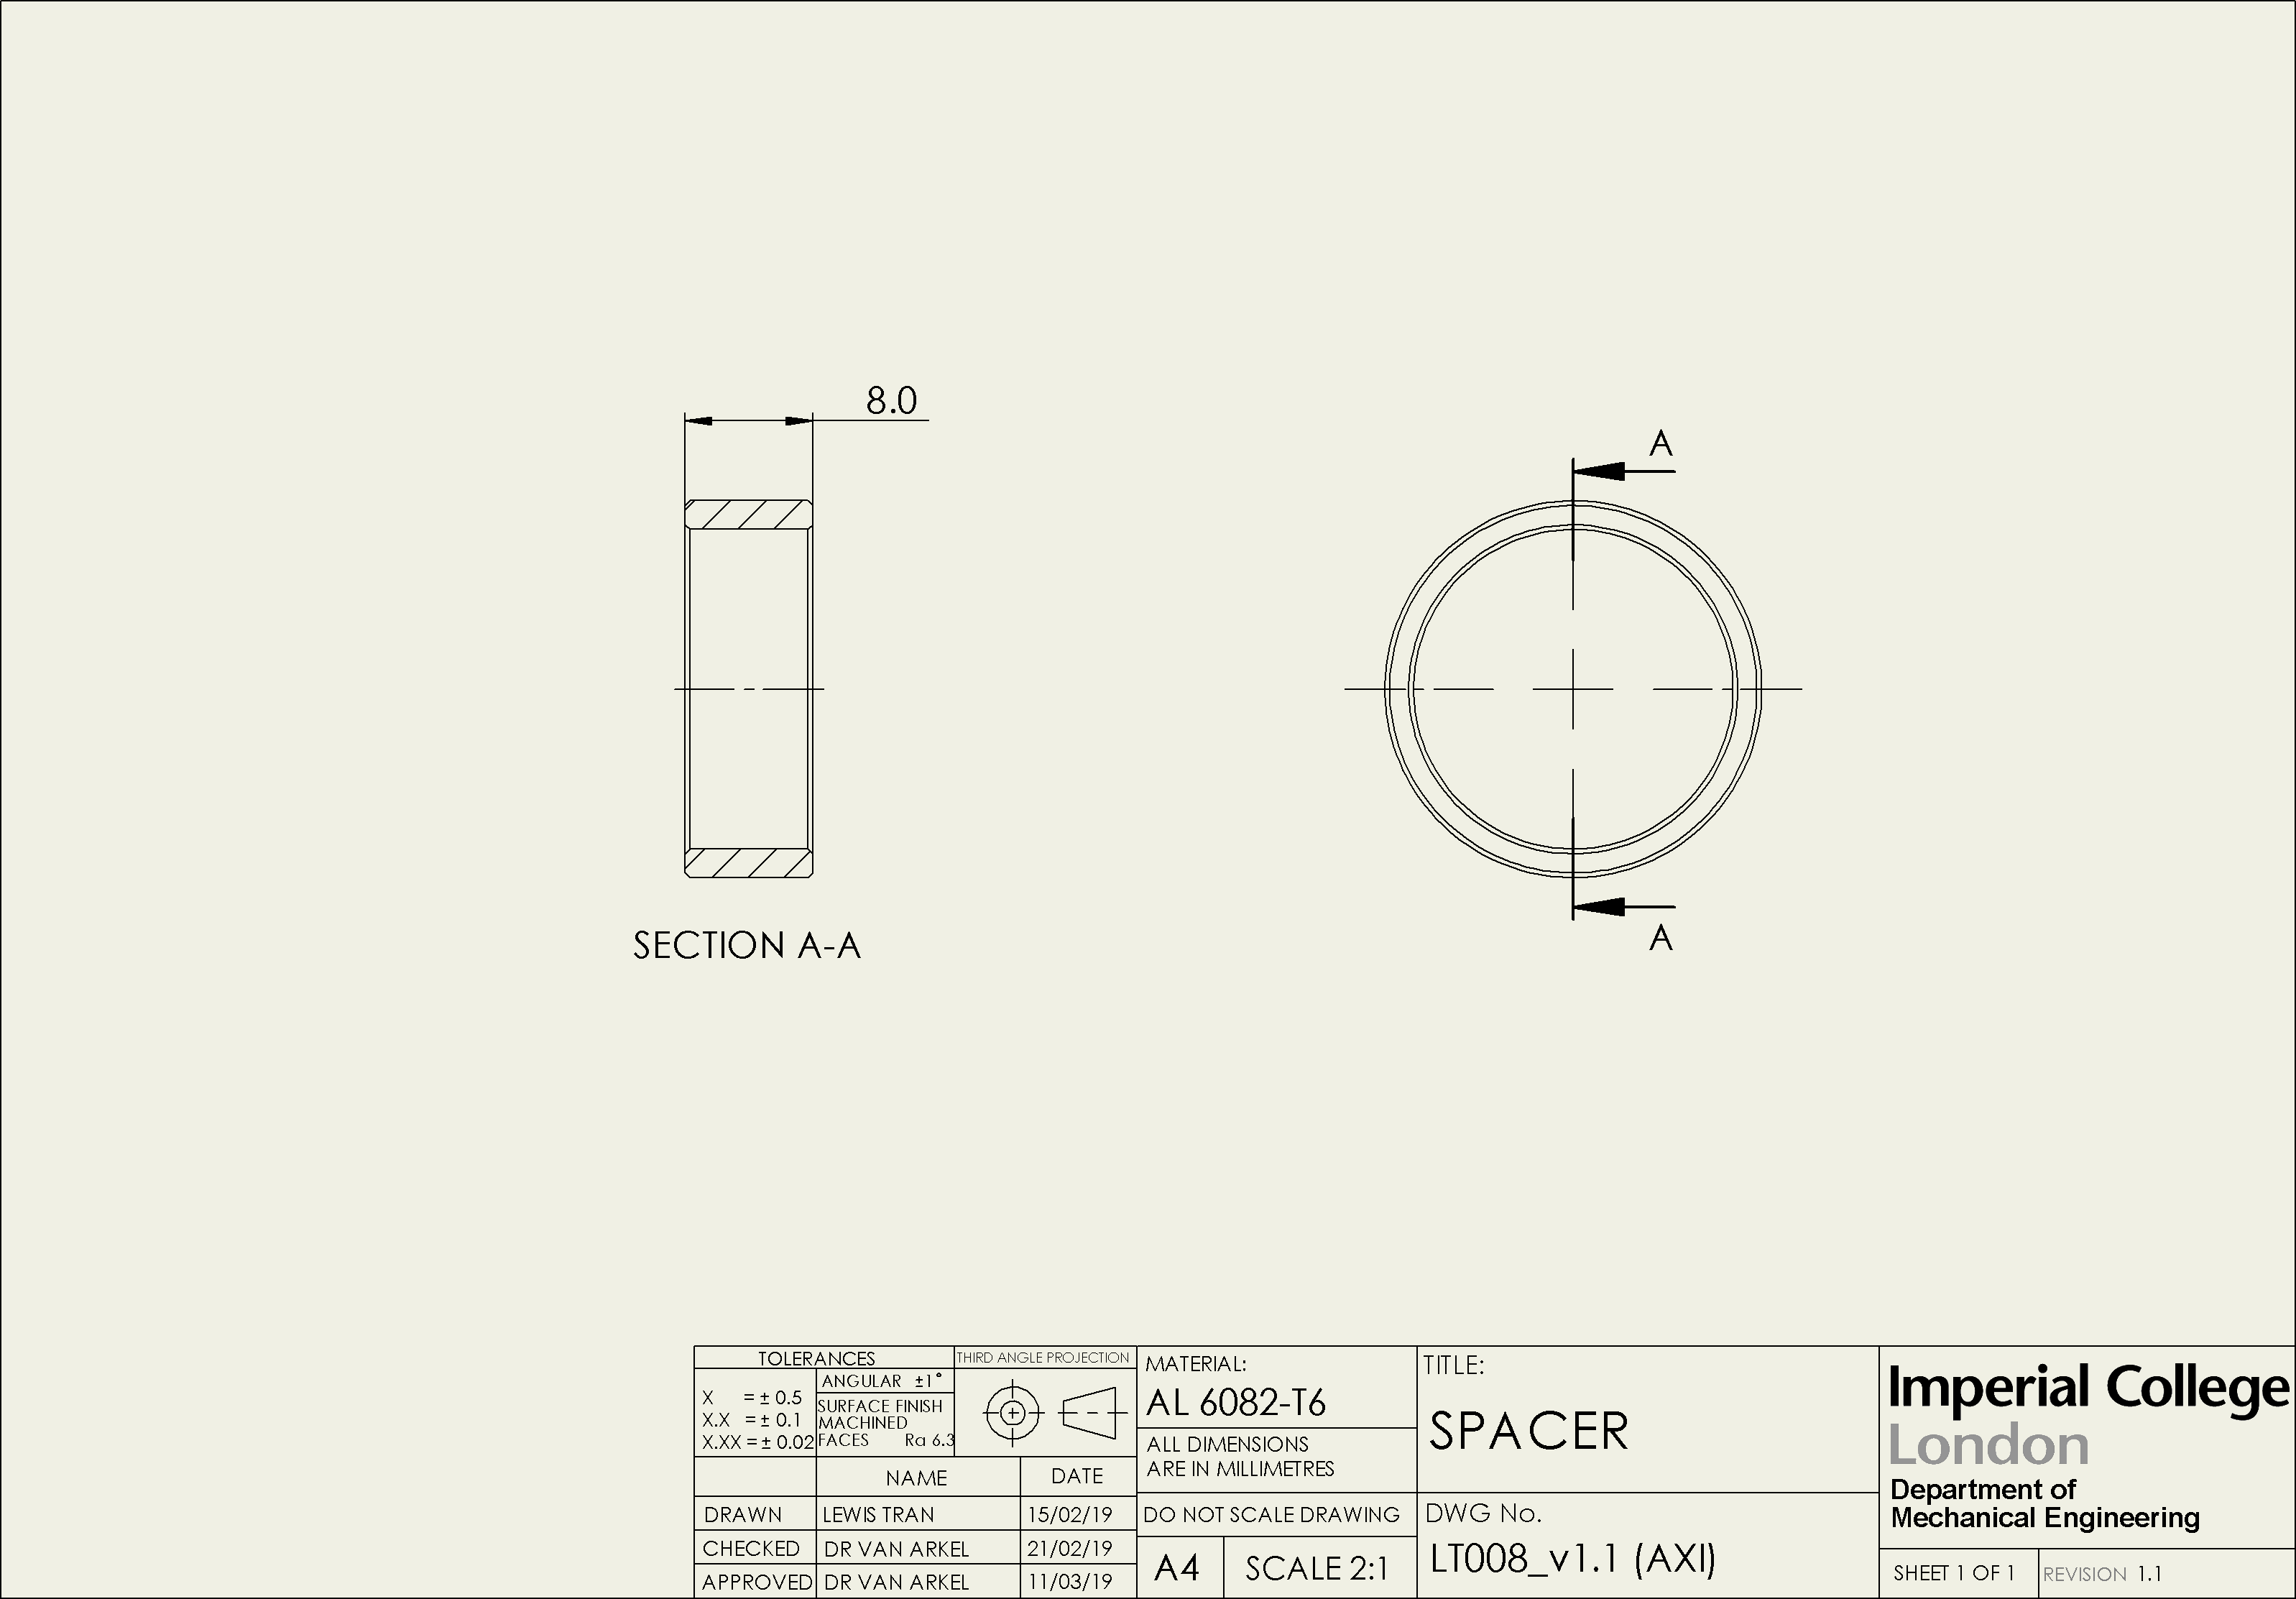 8.0
A
A
SECTION A-A
TOLERANCES
X = ± 0.5
X.X = ± 0.1
X.XX = ± 0.02
ANGULAR ±1°
SURFACE FINISH
MACHINED
FACES Ra 6.3
THIRD ANGLE PROJECTION
NAME DATE
DRAWN LEWIS TRAN 15/02/19
CHECKED DR VAN ARKEL 21/02/19
APPROVED DR VAN ARKEL 11/03/19
MATERIAL:
AL 6082-T6
ALL DIMENSIONS
ARE IN MILLIMETRES
DO NOT SCALE DRAWING
A4 SCALE 2:1
TITLE:
SPACER
DWG No.
LT008_v1.1 (AXI)
Imperial College
London
Department of
Mechanical Engineering
SHEET 1 OF 1 REVISION 1.1